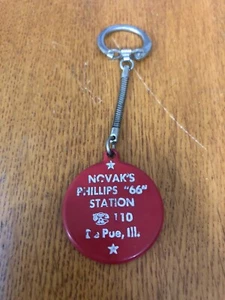 NOVAK'S
PHILLIPS "66"
STATION
☎ 110
De Pue, Ill.